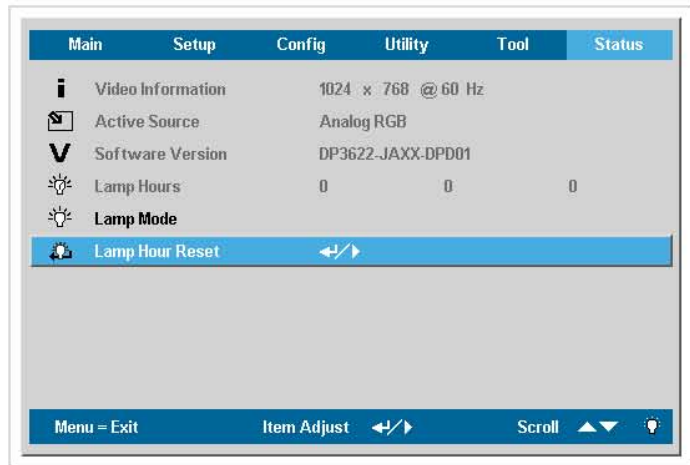 Main Setup Config Utility Tool Status
Video Information 1024 x 768 @ 60 Hz
Active Source Analog RGB
V Software Version DP3622-JAXX-DPD01
Lamp Hours 0 0 0
Lamp Mode
Lamp Hour Reset
Menu = Exit Item Adjust Scroll